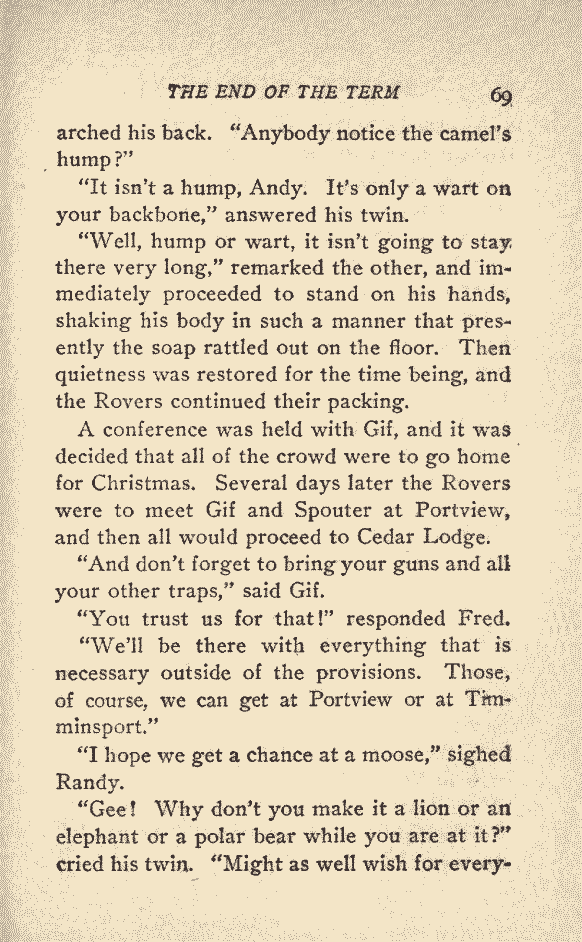 THE END OF THE TERM 69
arched his back. "Anybody notice the camel's
hump?"
"It isn't a hump, Andy. It's only a wart on
your backbone," answered his twin.
"Well, hump or wart, it isn't going to stay
there very long," remarked the other, and im-
mediately proceeded to stand on his hands,
shaking his body in such a manner that pres-
ently the soap rattled out on the floor. Then
quietness was restored for the time being, and
the Rovers continued their packing.
A conference was held with Gif, and it was
decided that all of the crowd were to go home
for Christmas. Several days later the Rovers
were to meet Gif and Spouter at Portview,
and then all would proceed to Cedar Lodge.
"And don't forget to bring your guns and all
your other traps," said Gif.
"You trust us for that!" responded Fred.
"We'll be there with everything that is
necessary outside of the provisions. Those,
of course, we can get at Portview or at Tim-
minsport."
"I hope we get a chance at a moose," sighed
Randy.
"Gee! Why don't you make it a lion or an
elephant or a polar bear while you are at it?"
cried his twin. "Might as well wish for every-